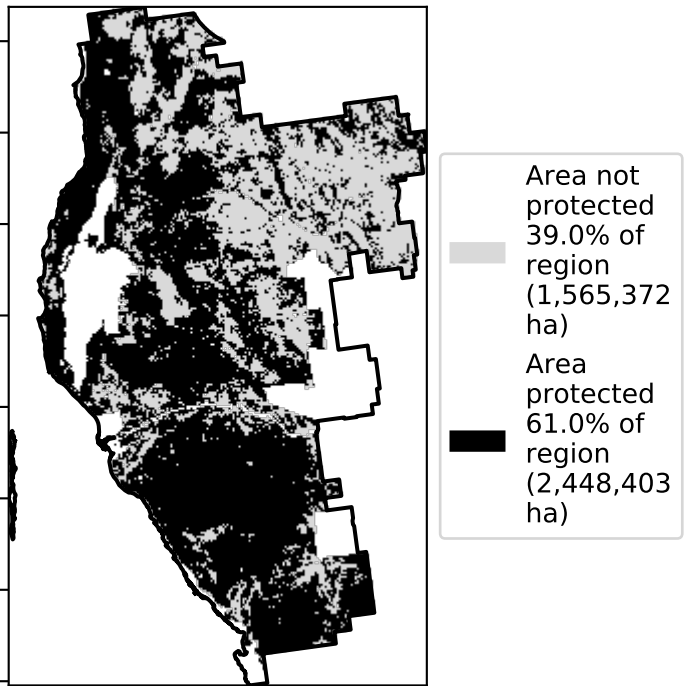 Area not
protected
39.0% of
region
(1,565,372
ha)
Area
protected
61.0% of
region
(2,448,403
ha)